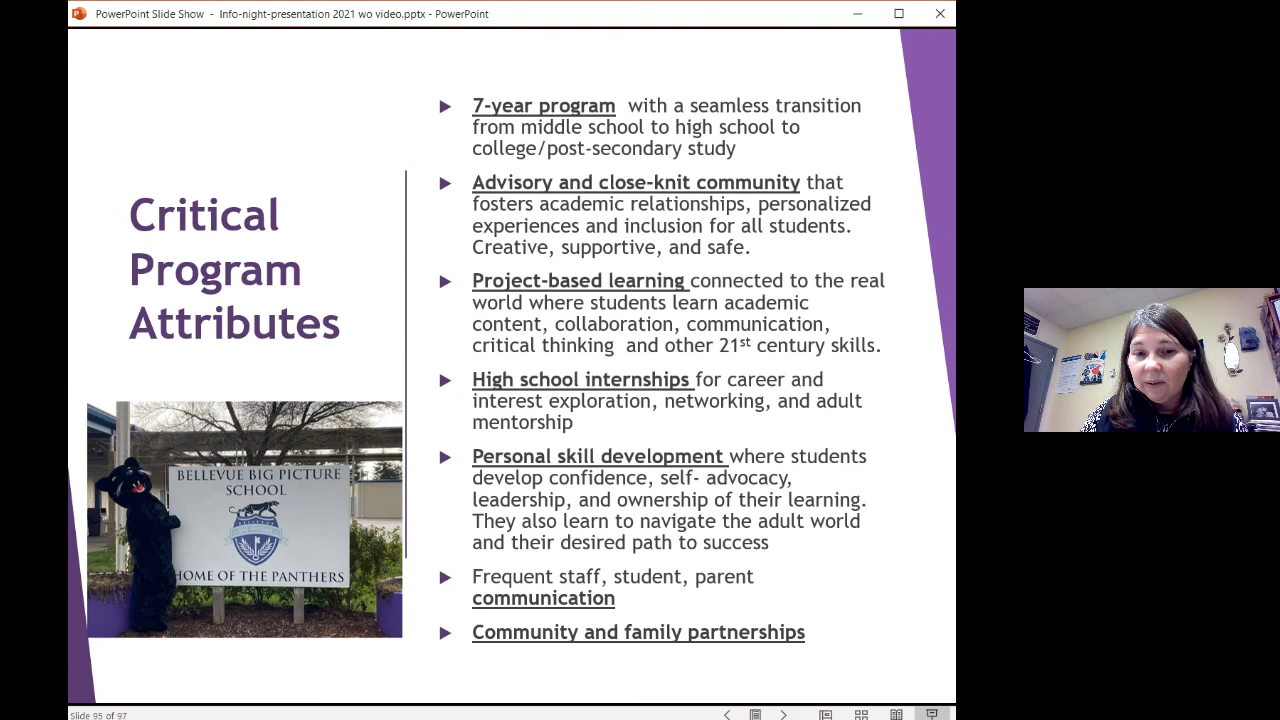 PowerPoint Slide Show - Info-night-presentation 2021 wo video.pptx - PowerPoint
Critical
Program
Attributes
7-year program with a seamless transition
from middle school to high school to
college/post-secondary study
Advisory and close-knit community that
fosters academic relationships, personalized
experiences and inclusion for all students.
Creative, supportive, and safe.
Project-based learning connected to the real
world where students learn academic
content, collaboration, communication,
critical thinking and other 21st century skills.
High school internships for career and
interest exploration, networking, and adult
mentorship
Personal skill development where students
develop confidence, self- advocacy,
leadership, and ownership of their learning.
They also learn to navigate the adult world
and their desired path to success
Frequent staff, student, parent
communication
Community and family partnerships
BELLEVUE BIG PICTURE
SCHOOL
HOME OF THE PANTHERS
Slide 95 of 97